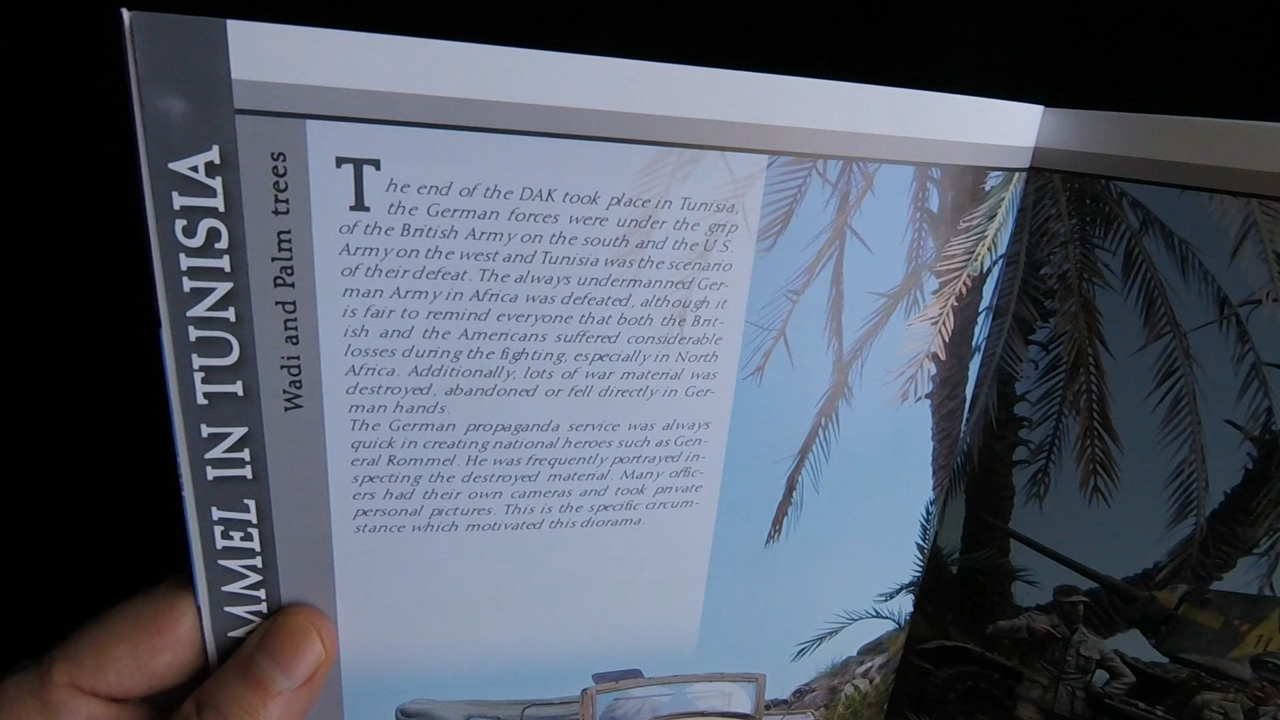 MMEL IN TUNISIA
Wadi and Palm trees
The end of the DAK took place in Tunisia,
the German forces were under the grip
of the British Army on the south and the U.S.
Army on the west and Tunisia was the scenario
of their defeat. The always undermanned Ger-
man Army in Africa was defeated, although it
is fair to remind everyone that both the Brit-
ish and the Americans suffered considerable
losses during the fighting, especially in North
Africa. Additionally, lots of war material was
destroyed, abandoned or fell directly in Ger-
man hands.
The German propaganda service was always
quick in creating national heroes such as Gen-
eral Rommel. He was frequently portrayed in-
specting the destroyed material. Many offic-
ers had their own cameras and took private
personal pictures. This is the specific circum-
stance which motivated this diorama.